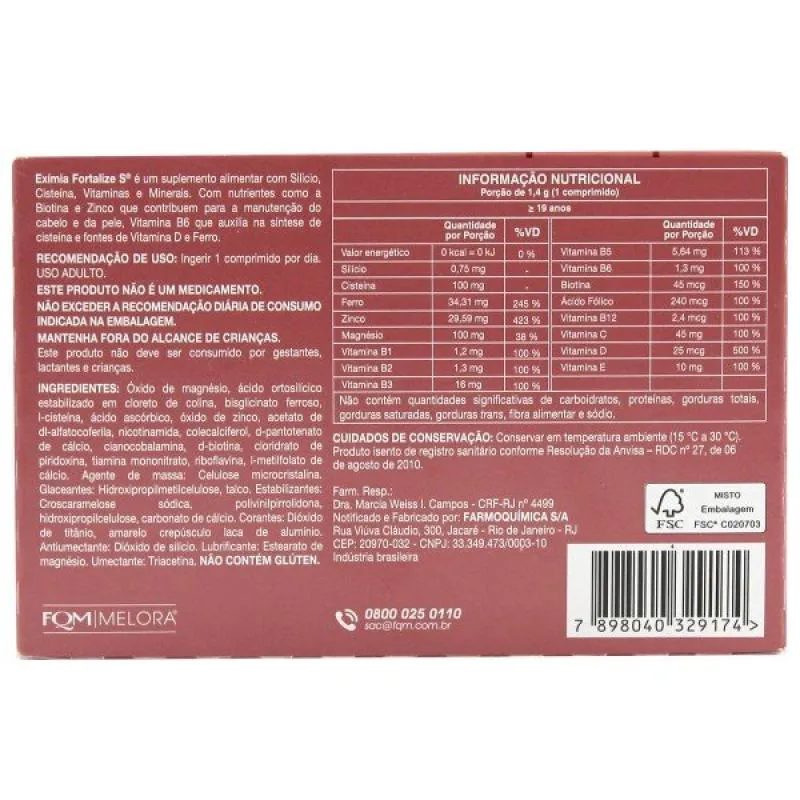 Exímia Fortalize S® é um suplemento alimentar com Silício,
Cisteína, Vitaminas e Minerais. Com nutrientes como a
Biotina e Zinco que contribuem para a manutenção do
cabelo e da pele, Vitamina B6 que auxilia na síntese de
cisteína e fontes de Vitamina D e Ferro.
RECOMENDAÇÃO DE USO: Ingerir 1 comprimido por dia.
USO ADULTO.
ESTE PRODUTO NÃO É UM MEDICAMENTO.
NÃO EXCEDER A RECOMENDAÇÃO DIÁRIA DE CONSUMO
INDICADA NA EMBALAGEM.
MANTENHA FORA DO ALCANCE DE CRIANÇAS.
Este produto não deve ser consumido por gestantes,
lactantes e crianças.
INGREDIENTES: Óxido de magnésio, ácido ortosilícico
estabilizado em cloreto de colina, bisglicinato ferroso,
l-cisteína, ácido ascórbico, óxido de zinco, acetato de
dl-alfatocoferila, nicotinamida, colecalciferol, d-pantotenato
de cálcio, cianocobalamina, d-biotina, cloridrato de
piridoxina, tiamina mononitrato, riboflavina, l-metilfolato de
cálcio. Agente de massa: Celulose microcristalina.
Glaceantes: Hidroxipropilmetilcelulose, talco. Estabilizantes:
Croscaramelose sódica, polivinilpirrolidona,
hidroxipropilcelulose, carbonato de cálcio. Corantes: Dióxido
de titânio, amarelo crepúsculo laca de alumínio.
Antiumectante: Dióxido de silício. Lubrificante: Estearato de
magnésio. Umectante: Triacetina. NÃO CONTÉM GLÚTEN.
FQM|MELORA®
INFORMAÇÃO NUTRICIONAL
Porção de 1,4 g (1 comprimido)
≥ 19 anos
Quantidade por Porção %VD Quantidade por Porção %VD
Valor energético 0 kcal = 0 kJ 0 % Vitamina B5 5,64 mg 113 %
Silício 0,75 mg - Vitamina B6 1,3 mg 100 %
Cisteína 100 mg - Biotina 45 mcg 150 %
Ferro 34,31 mg 245 % Ácido Fólico 240 mcg 100 %
Zinco 29,59 mg 423 % Vitamina B12 2,4 mcg 100 %
Magnésio 100 mg 38 % Vitamina C 45 mg 100 %
Vitamina B1 1,2 mg 100 % Vitamina D 25 mcg 500 %
Vitamina B2 1,3 mg 100 % Vitamina E 10 mg 100 %
Vitamina B3 16 mg 100 %
Não contém quantidades significativas de carboidratos, proteínas, gorduras totais,
gorduras saturadas, gorduras trans, fibra alimentar e sódio.
CUIDADOS DE CONSERVAÇÃO: Conservar em temperatura ambiente (15 °C a 30 °C).
Produto isento de registro sanitário conforme Resolução da Anvisa – RDC nº 27, de 06
de agosto de 2010.
Farm. Resp.:
Dra. Marcia Weiss I. Campos - CRF-RJ nº 4499
Notificado e Fabricado por: FARMOQUÍMICA S/A
Rua Viúva Cláudio, 300, Jacaré - Rio de Janeiro - RJ
CEP: 20970-032 - CNPJ: 33.349.473/0003-10
Indústria brasileira
FSC
MISTO
Embalagem
FSC® C020703
0800 025 0110
sac@fqm.com.br
4
7 898040 329174 >